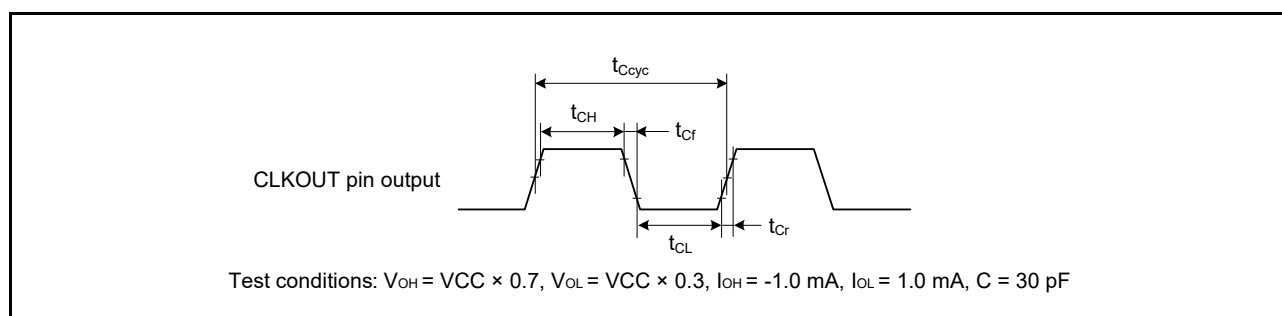 tCcyc
tCH
tCf
CLKOUT pin output
tCL
tCr
Test conditions: VOH = VCC × 0.7, VOL = VCC × 0.3, IOH = -1.0 mA, IOL = 1.0 mA, C = 30 pF